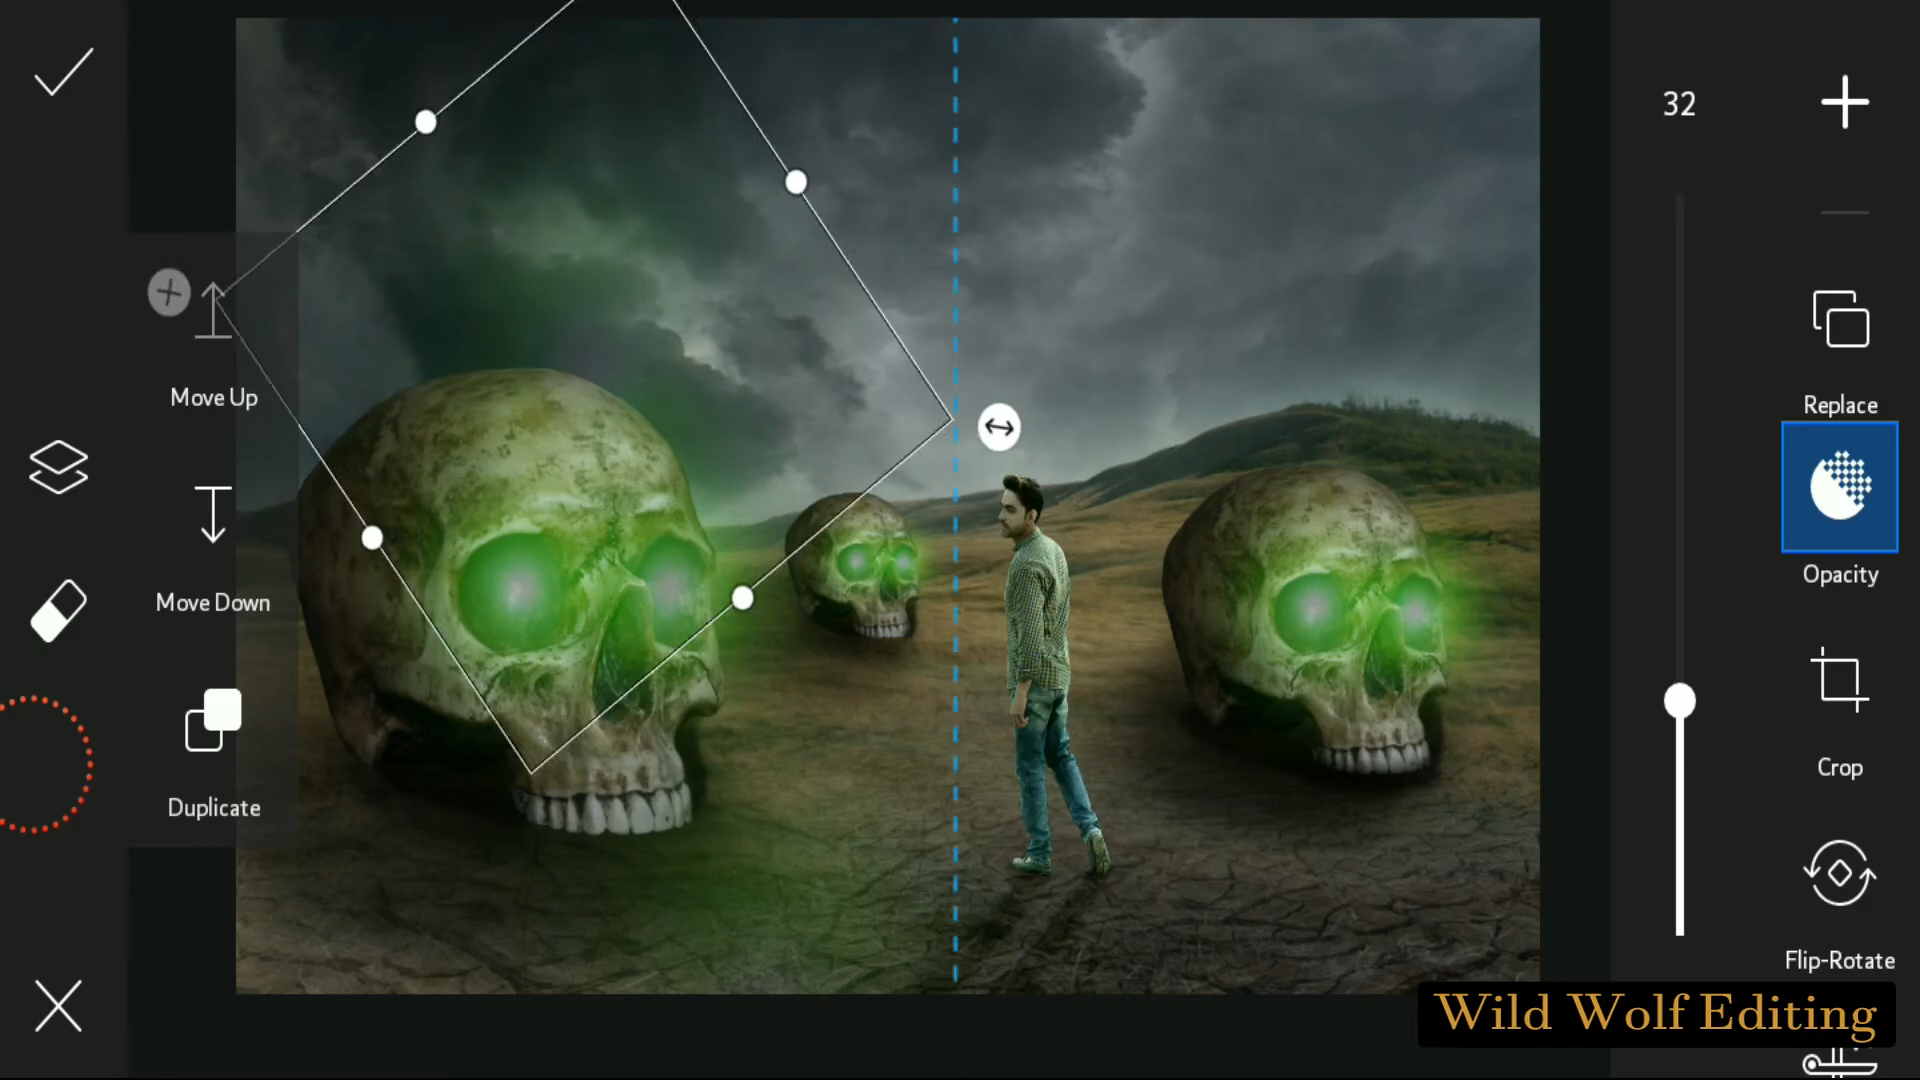 32
Move Up
Replace
Move Down
Opacity
Crop
Duplicate
Flip-Rotate
Wild Wolf Editing